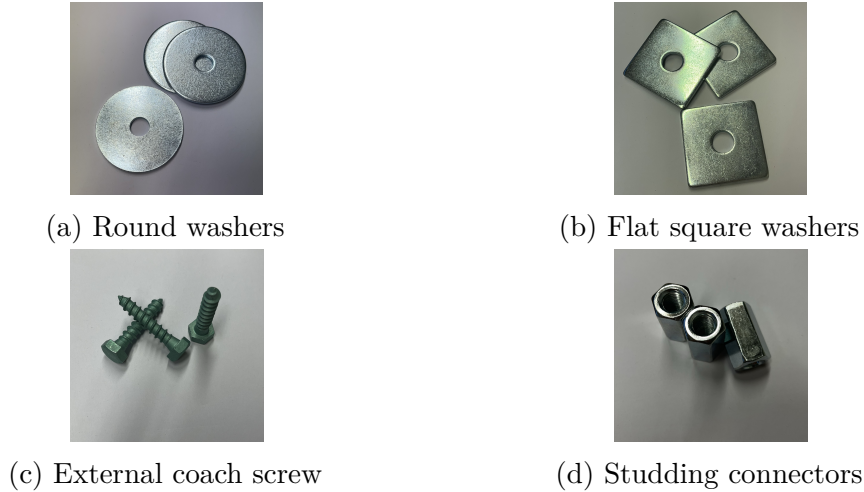 (a) Round washers
(b) Flat square washers
(c) External coach screw
(d) Studding connectors